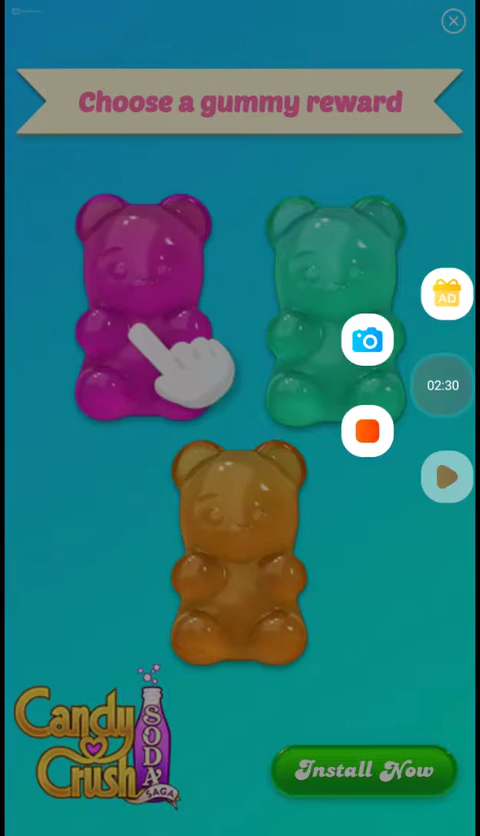 Choose a gummy reward
AD
02:30
Candy
Crush
SODA
SAGA
Install Now